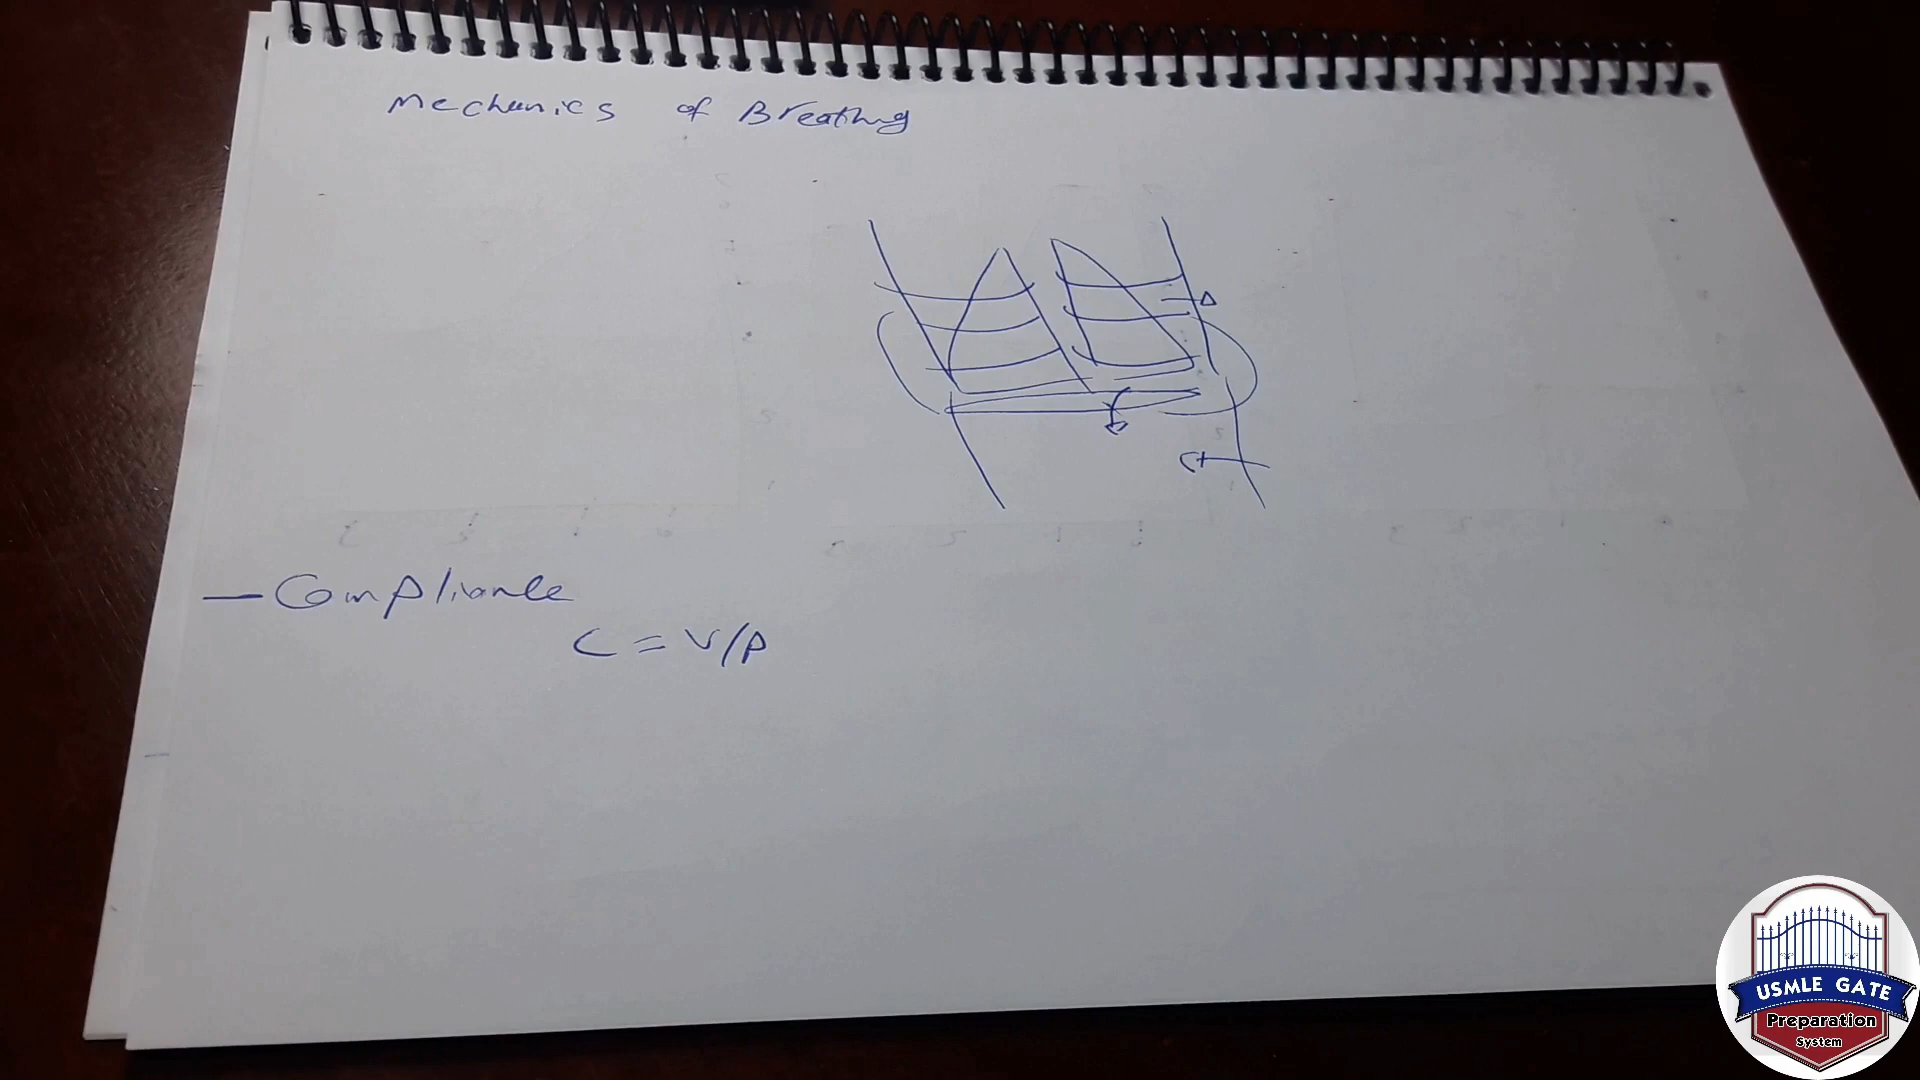 Mechanics of Breathing
- Compliance
C = V/P
USMLE GATE
Preparation
System